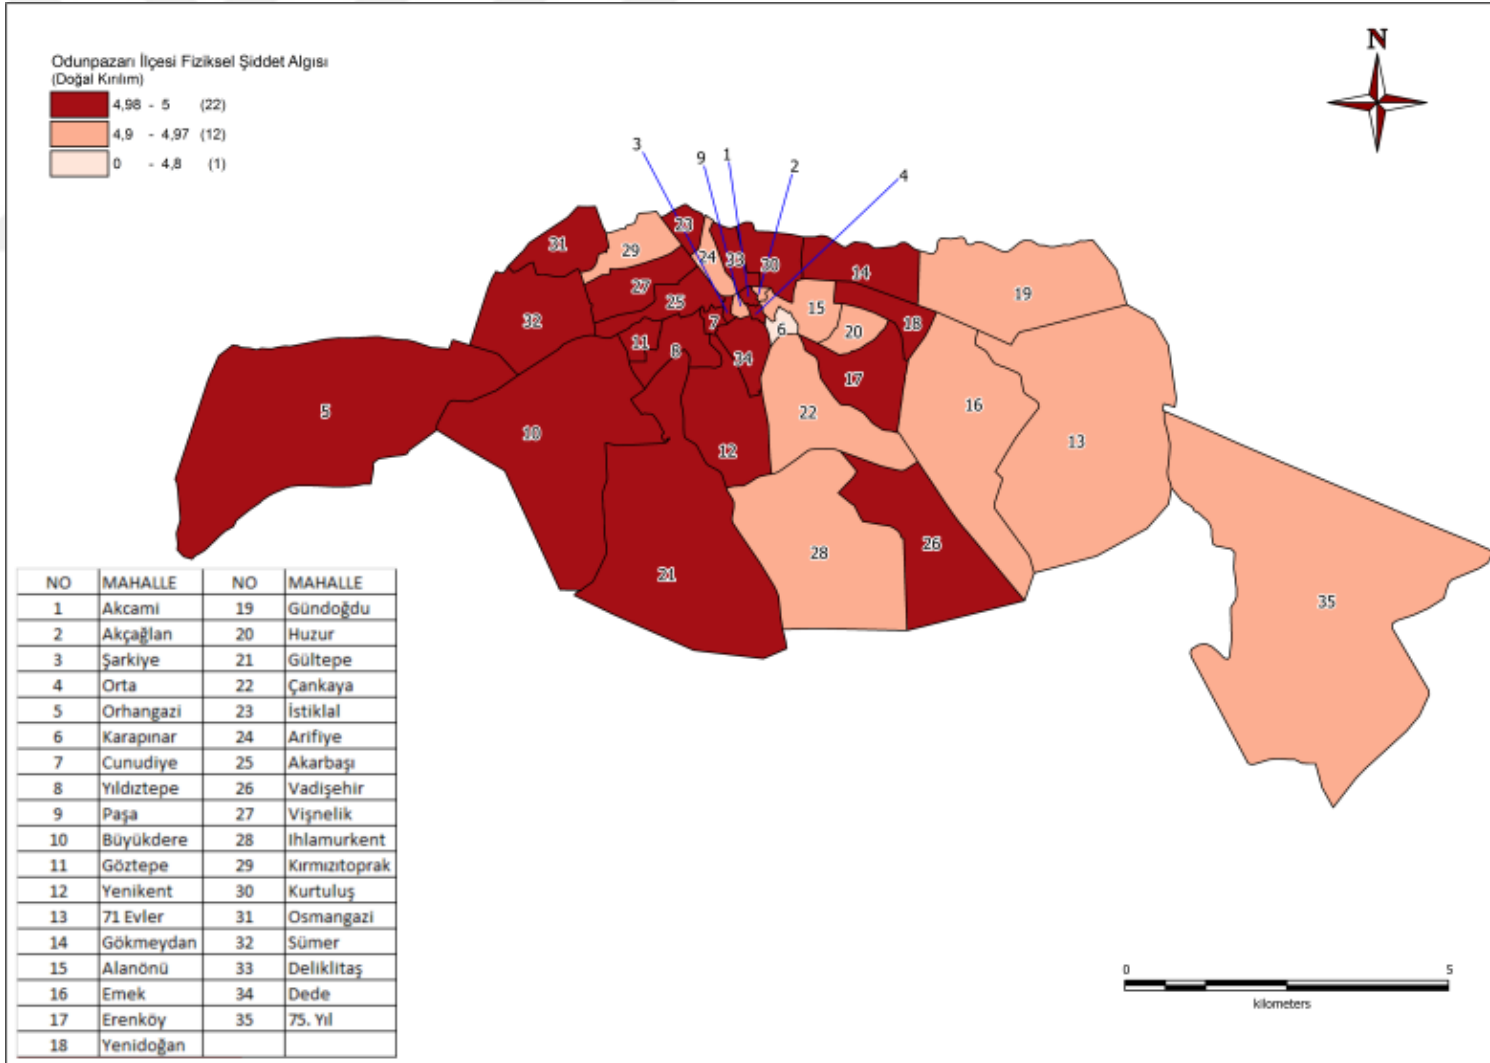 Odunpazarı İlçesi Fiziksel Şiddet Algısı
(Doğal Kırılım)
4,98 - 5 (22)
4,9 - 4,97 (12)
0 - 4,8 (1)
N
3
9
1
2
4
31
29
23
24
33
30
14
19
27
25
32
7
11
8
34
6
15
20
18
17
5
10
12
22
16
13
21
28
26
35
NO MAHALLE NO MAHALLE
1 Akcami 19 Gündoğdu
2 Akçağlan 20 Huzur
3 Şarkiye 21 Gültepe
4 Orta 22 Çankaya
5 Orhangazi 23 İstiklal
6 Karapınar 24 Arifiye
7 Cunudiye 25 Akarbaşı
8 Yıldıztepe 26 Vadişehir
9 Paşa 27 Vişnelik
10 Büyükdere 28 Ihlamurkent
11 Göztepe 29 Kırmızıtoprak
12 Yenikent 30 Kurtuluş
13 71 Evler 31 Osmangazi
14 Gökmeydan 32 Sümer
15 Alanönü 33 Deliklitaş
16 Emek 34 Dede
17 Erenköy 35 75. Yıl
18 Yenidoğan
0 5
kilometers